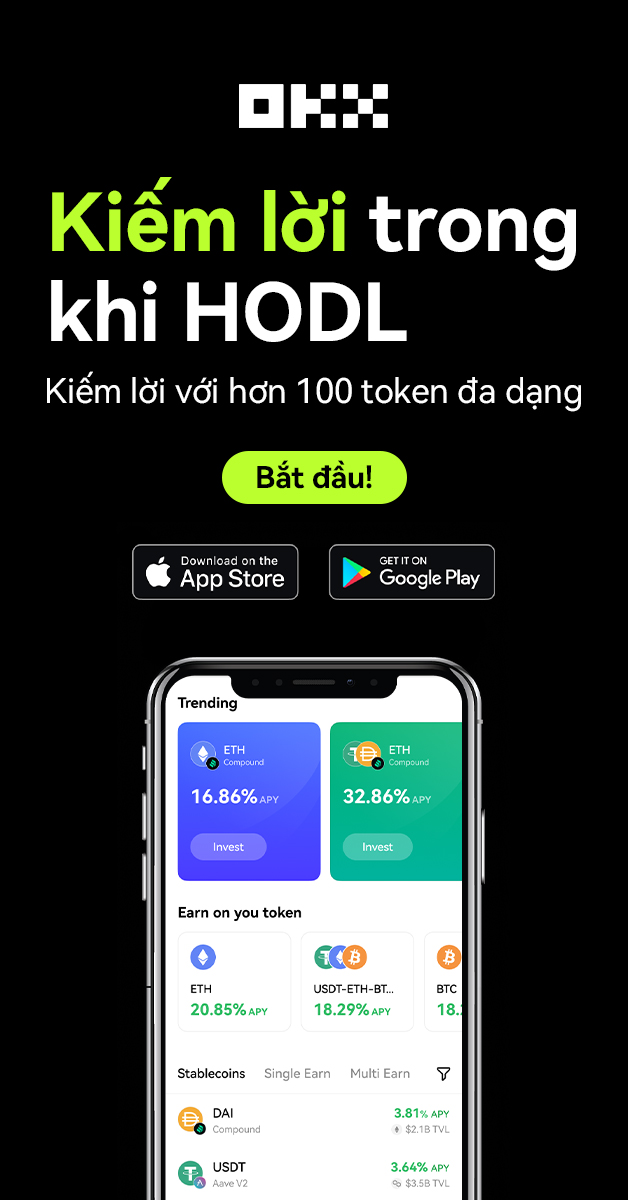 OKX
Kiếm lời trong
khi HODL
Kiếm lời với hơn 100 token đa dạng
Bắt đầu!
Download on the
App Store
GET IT ON
Google Play
Trending
ETH
Compound
16.86% APY
Invest
ETH
Compound
32.86% APY
Invest
Earn on you token
ETH
20.85% APY
USDT-ETH-BT...
18.29% APY
BTC
18.
Stablecoins Single Earn Multi Earn
DAI
Compound
3.81% APY
$2.1B TVL
USDT
Aave V2
3.64% APY
$3.5B TVL